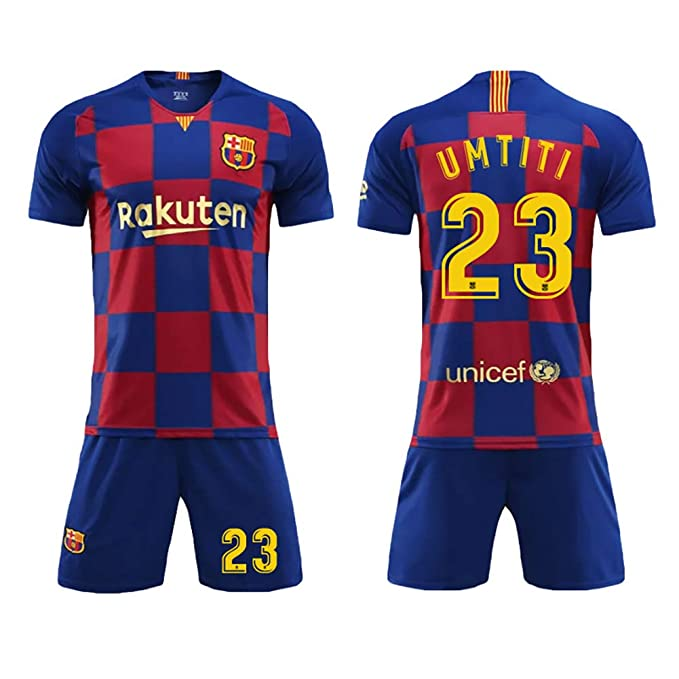 Rakuten
23
UMTITI
23
unicef